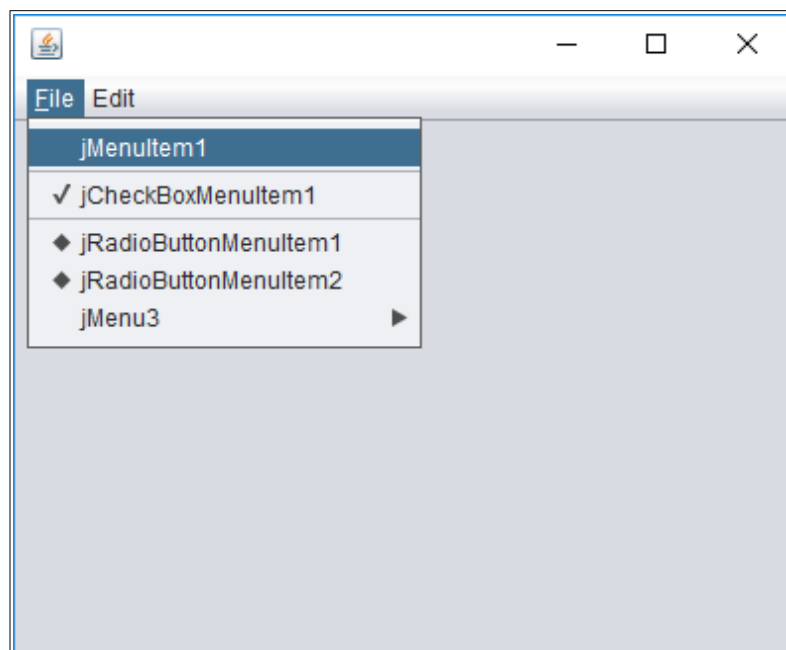 File Edit
jMenuItem1
jCheckBoxMenuItem1
jRadioButtonMenuItem1
jRadioButtonMenuItem2
jMenu3